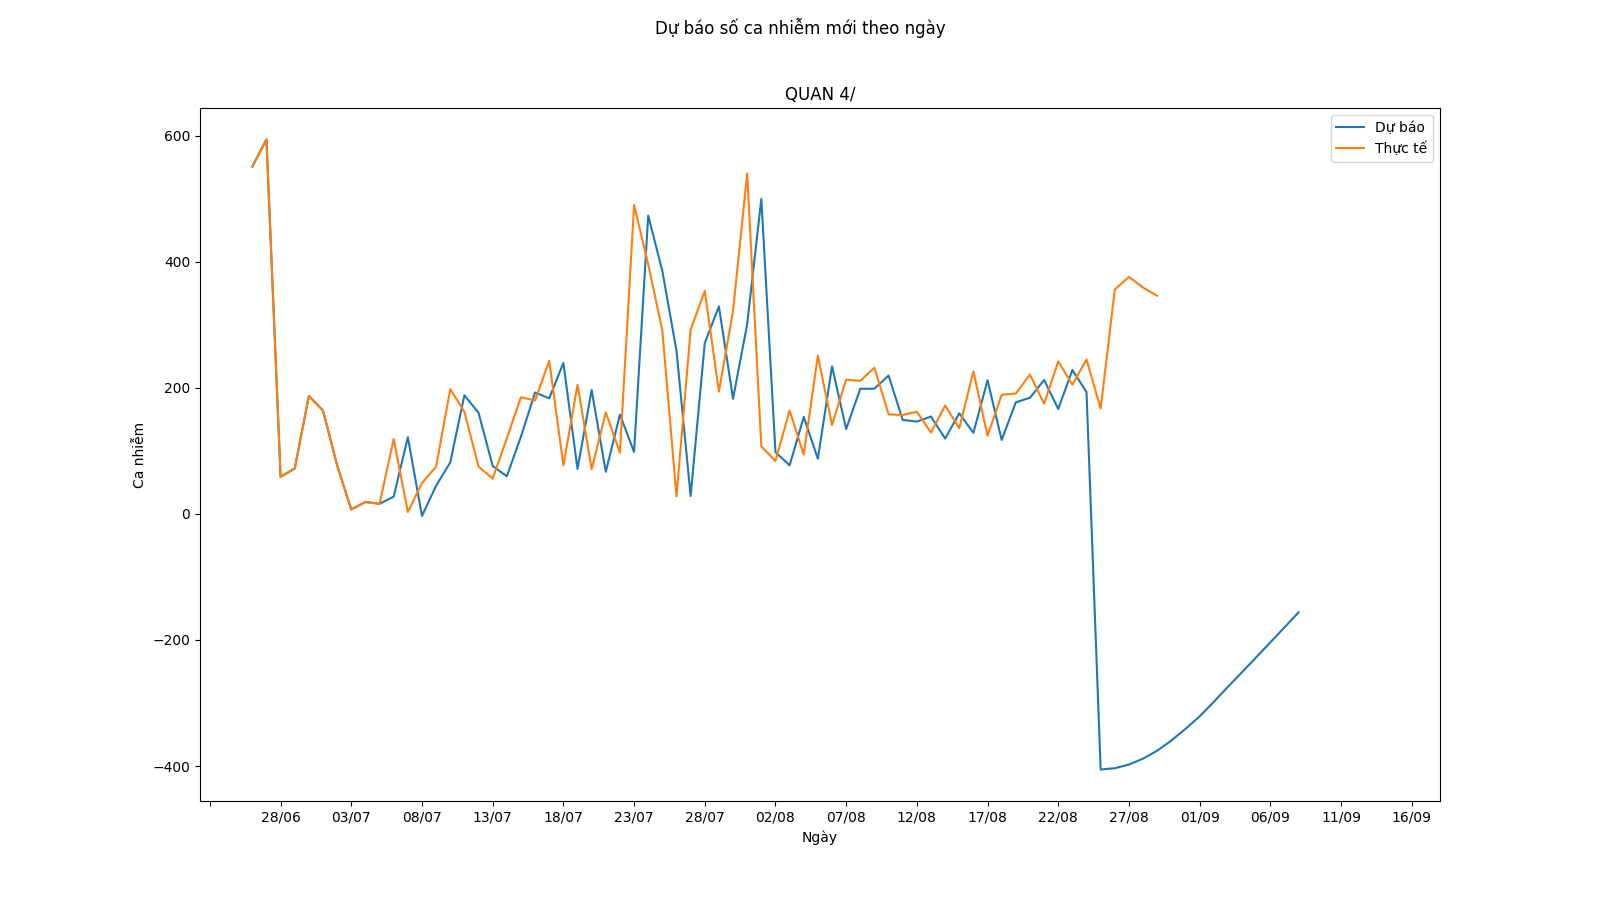 Dự báo số ca nhiễm mới theo ngày
QUAN 4/
Dự báo
Thực tế
600
400
200
0
−200
−400
Ca nhiễm
28/06 03/07 08/07 13/07 18/07 23/07 28/07 02/08 07/08 12/08 17/08 22/08 27/08 01/09 06/09 11/09 16/09
Ngày